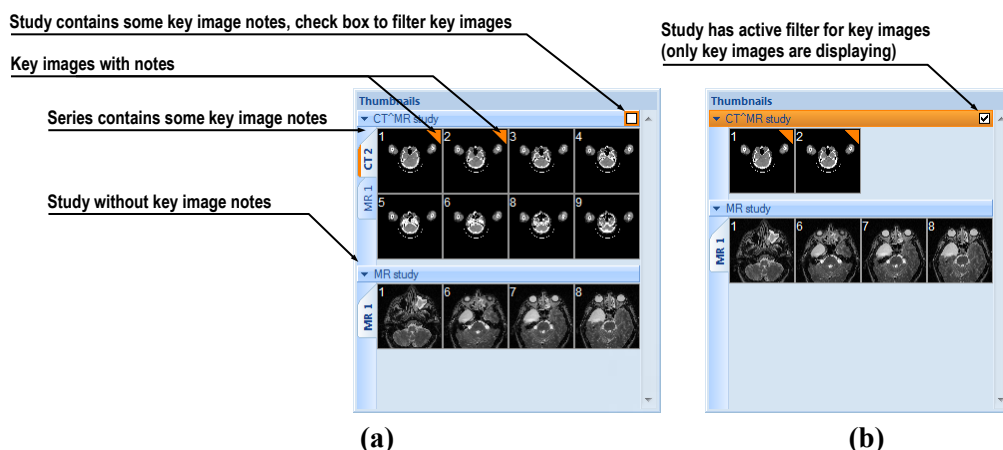 Study contains some key image notes, check box to filter key images
Key images with notes
Series contains some key image notes
Study without key image notes
Thumbnails
CT^MR study
CT 2
MR 1
1 2 3 4
5 6 8 9
MR study
MR 1
1 6 7 8
(a)
Study has active filter for key images
(only key images are displaying)
Thumbnails
CT^MR study
1 2
MR study
MR 1
1 6 7 8
(b)